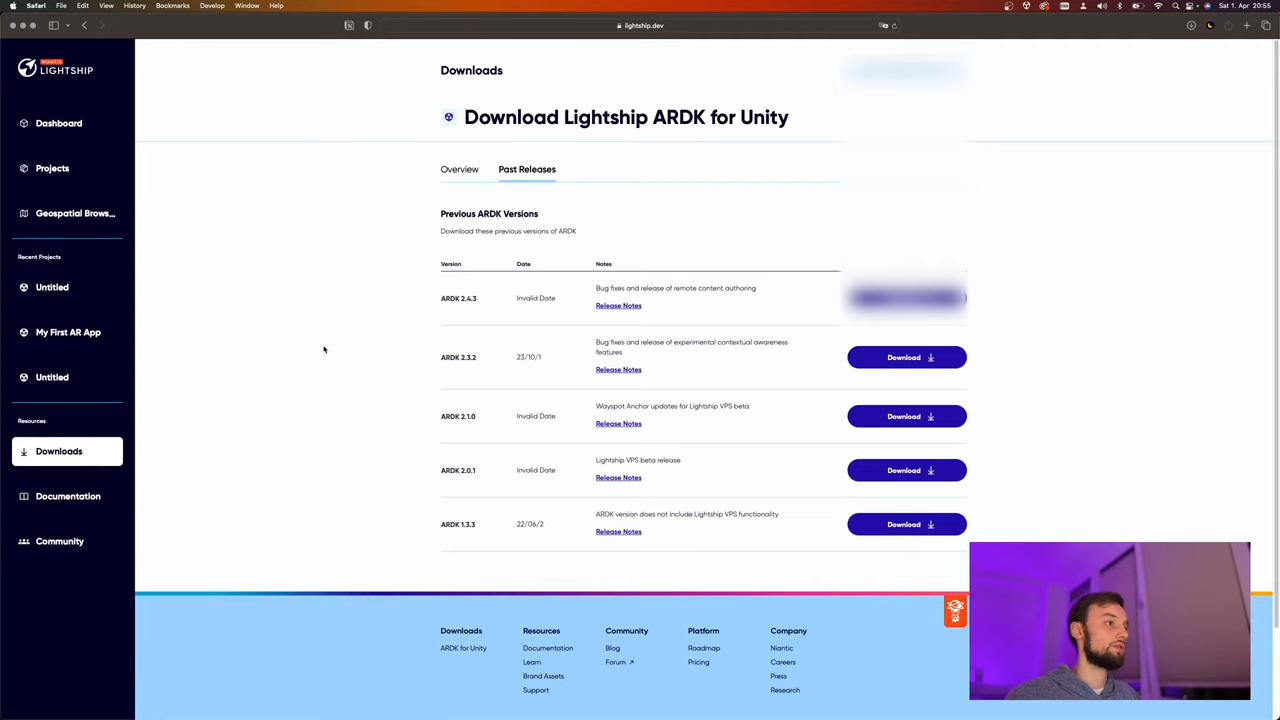 Safari File Edit View History Bookmarks Develop Window Help
Sat 1. Apr 20:55
lightship.dev
NIANTIC
LIGHTSHIP
Dashboard
Projects
Geospatial Brows...
Recent Projects
Untitled
My First AR App
Untitled
Resources
Downloads
Documentation
Community
Downloads
Download Lightship ARDK for Unity
Overview Past Releases
Previous ARDK Versions
Download these previous versions of ARDK
Version Date Notes
ARDK 2.4.3 Invalid Date Bug fixes and release of remote content authoring
Release Notes
ARDK 2.3.2 23/10/1 Bug fixes and release of experimental contextual awareness
features
Release Notes
Download
ARDK 2.1.0 Invalid Date Wayspot Anchor updates for Lightship VPS beta
Release Notes
Download
ARDK 2.0.1 Invalid Date Lightship VPS beta release
Release Notes
Download
ARDK 1.3.3 22/06/2 ARDK version does not include Lightship VPS functionality
Release Notes
Download
Downloads Resources Community Platform Company
ARDK for Unity Documentation Blog Roadmap Niantic
Learn Forum ↗ Pricing Careers
Brand Assets Press
Support Research